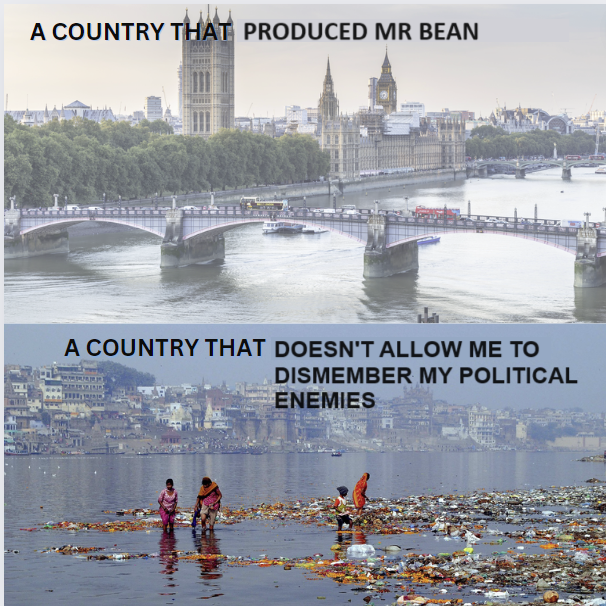 A COUNTRY THAT PRODUCED MR BEAN
A COUNTRY THAT DOESN'T ALLOW ME TO
DISMEMBER MY POLITICAL
ENEMIES